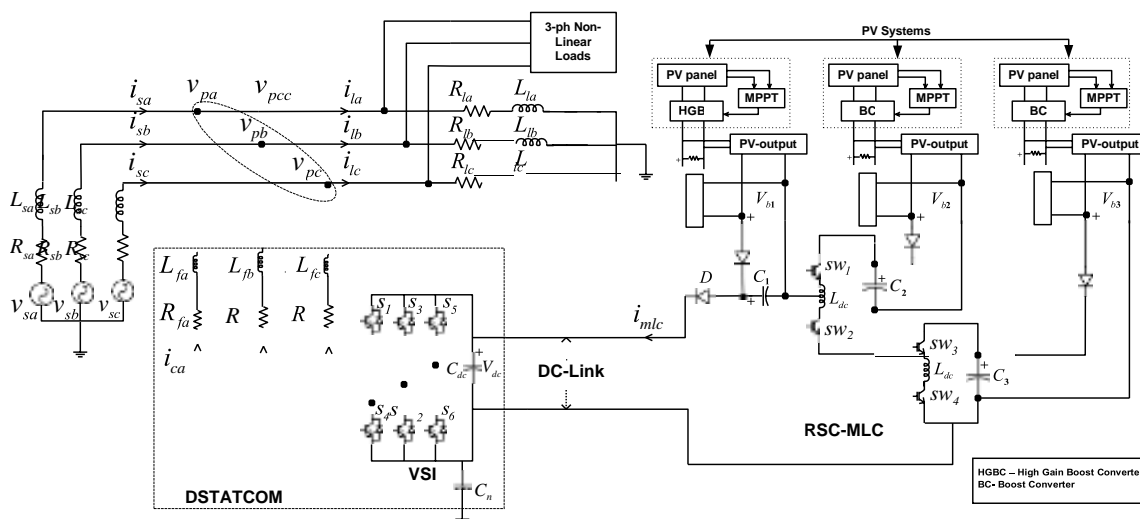 3-ph Non-
Linear
Loads
PV Systems
PV panel
MPPT
HGB
PV-output
PV panel
MPPT
BC
PV-output
PV panel
MPPT
BC
PV-output
i_sa
v_pa
v_pcc
i_la
R_la
L_la
i_sb
v_pb
i_lb
R_lb
L_lb
i_sc
v_pc
i_lc
R_lc
L_lc
L_sa
L_sb
L_sc
R_sa
R_sb
R_sc
v_sa
v_sb
v_sc
L_fa
L_fb
L_fc
R_fa
R
R
i_ca
s_1
s_3
s_5
C_dc
V_dc
s_4
s_2
s_6
VSI
C_n
DSTATCOM
DC-Link
i_mlc
D
C_1
V_b1
V_b2
V_b3
sw_1
L_dc
sw_2
C_2
sw_3
L_dc
sw_4
C_3
RSC-MLC
HGBC – High Gain Boost Converte
BC- Boost Converter